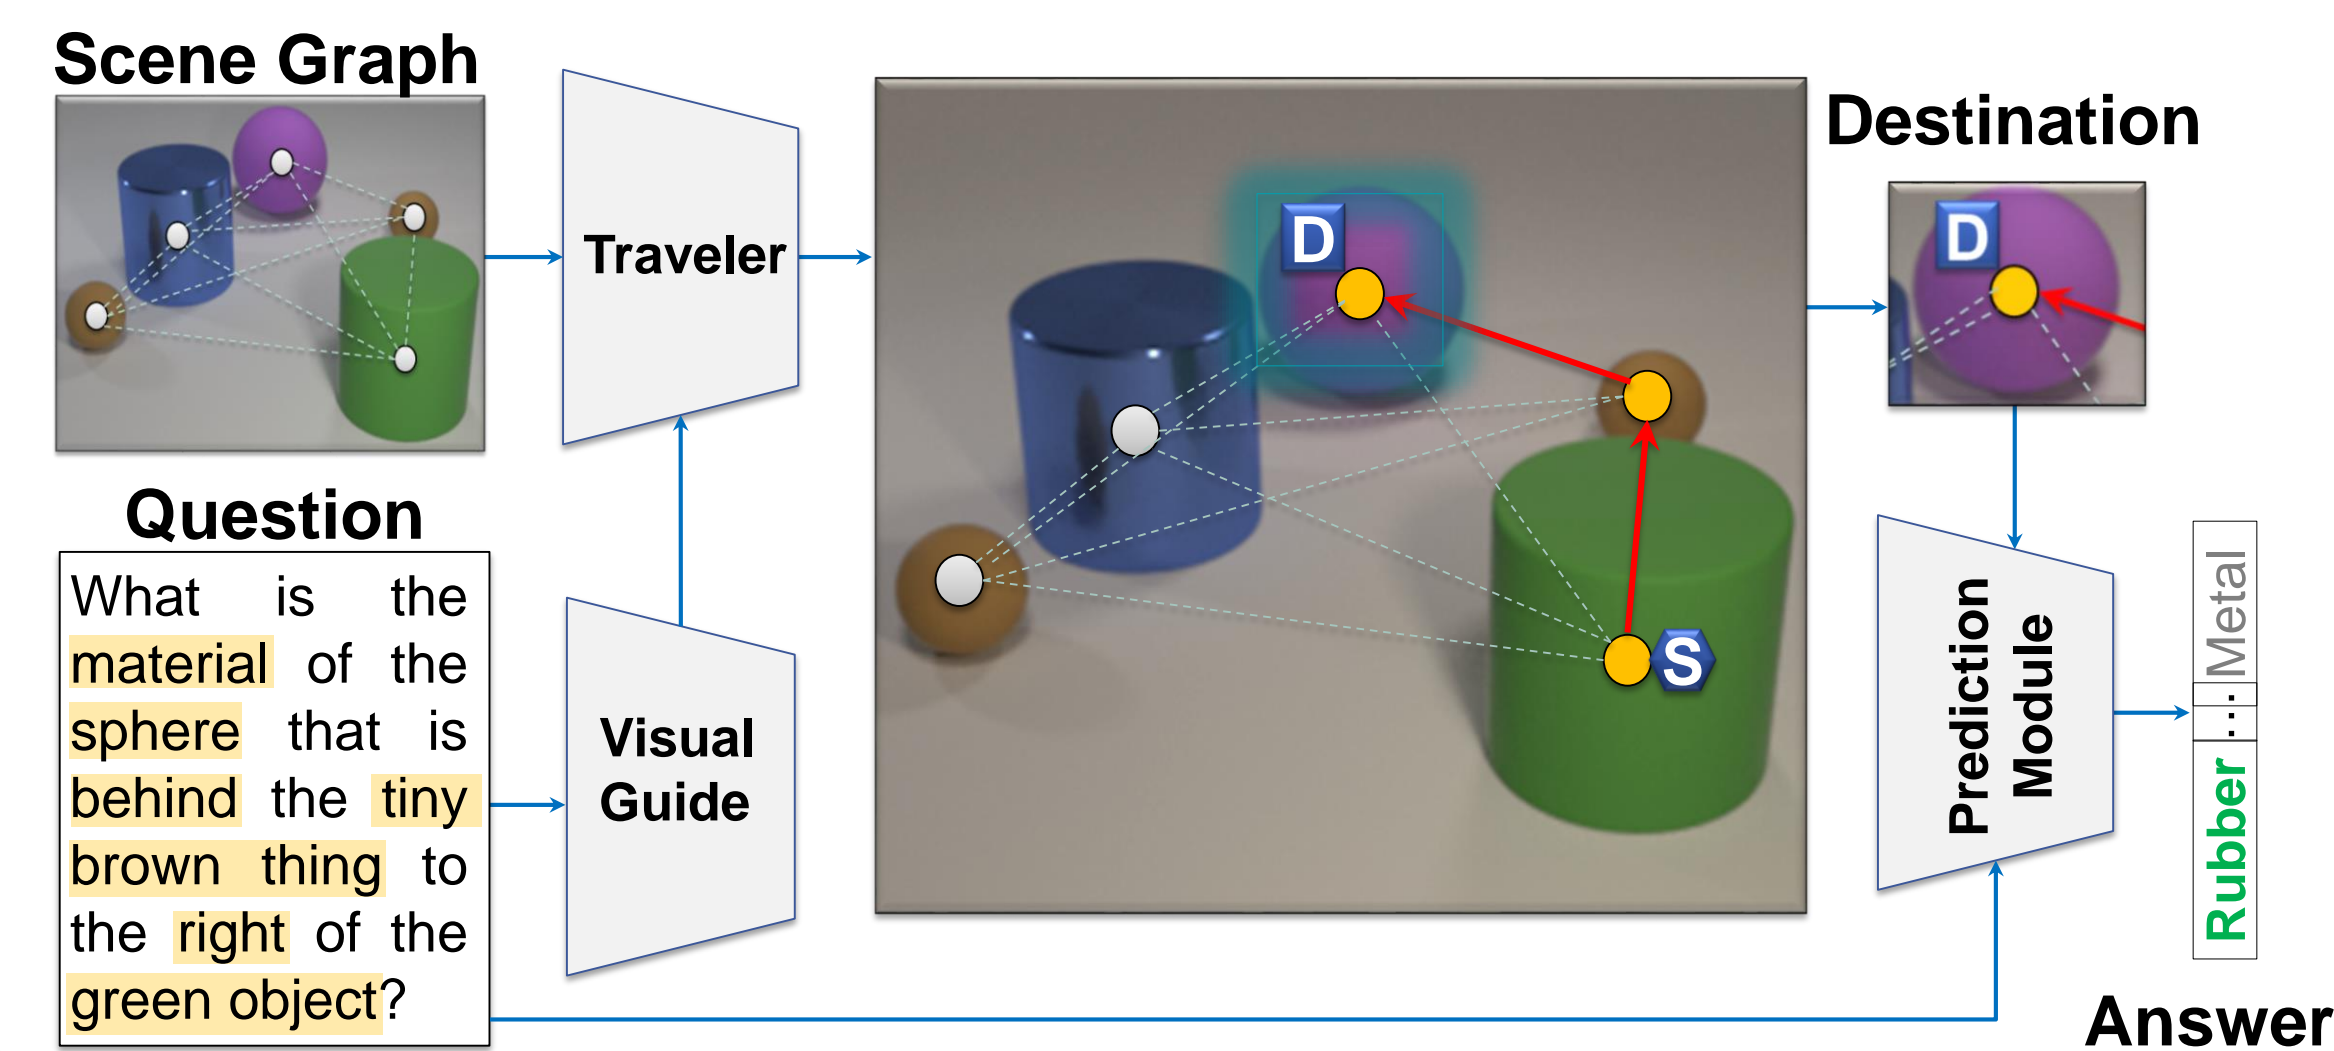 Scene Graph
Traveler
D
S
Destination
D
Question
What is the
material of the
sphere that is
behind the tiny
brown thing to
the right of the
green object?
Visual
Guide
Prediction
Module
Metal
...
Rubber
Answer